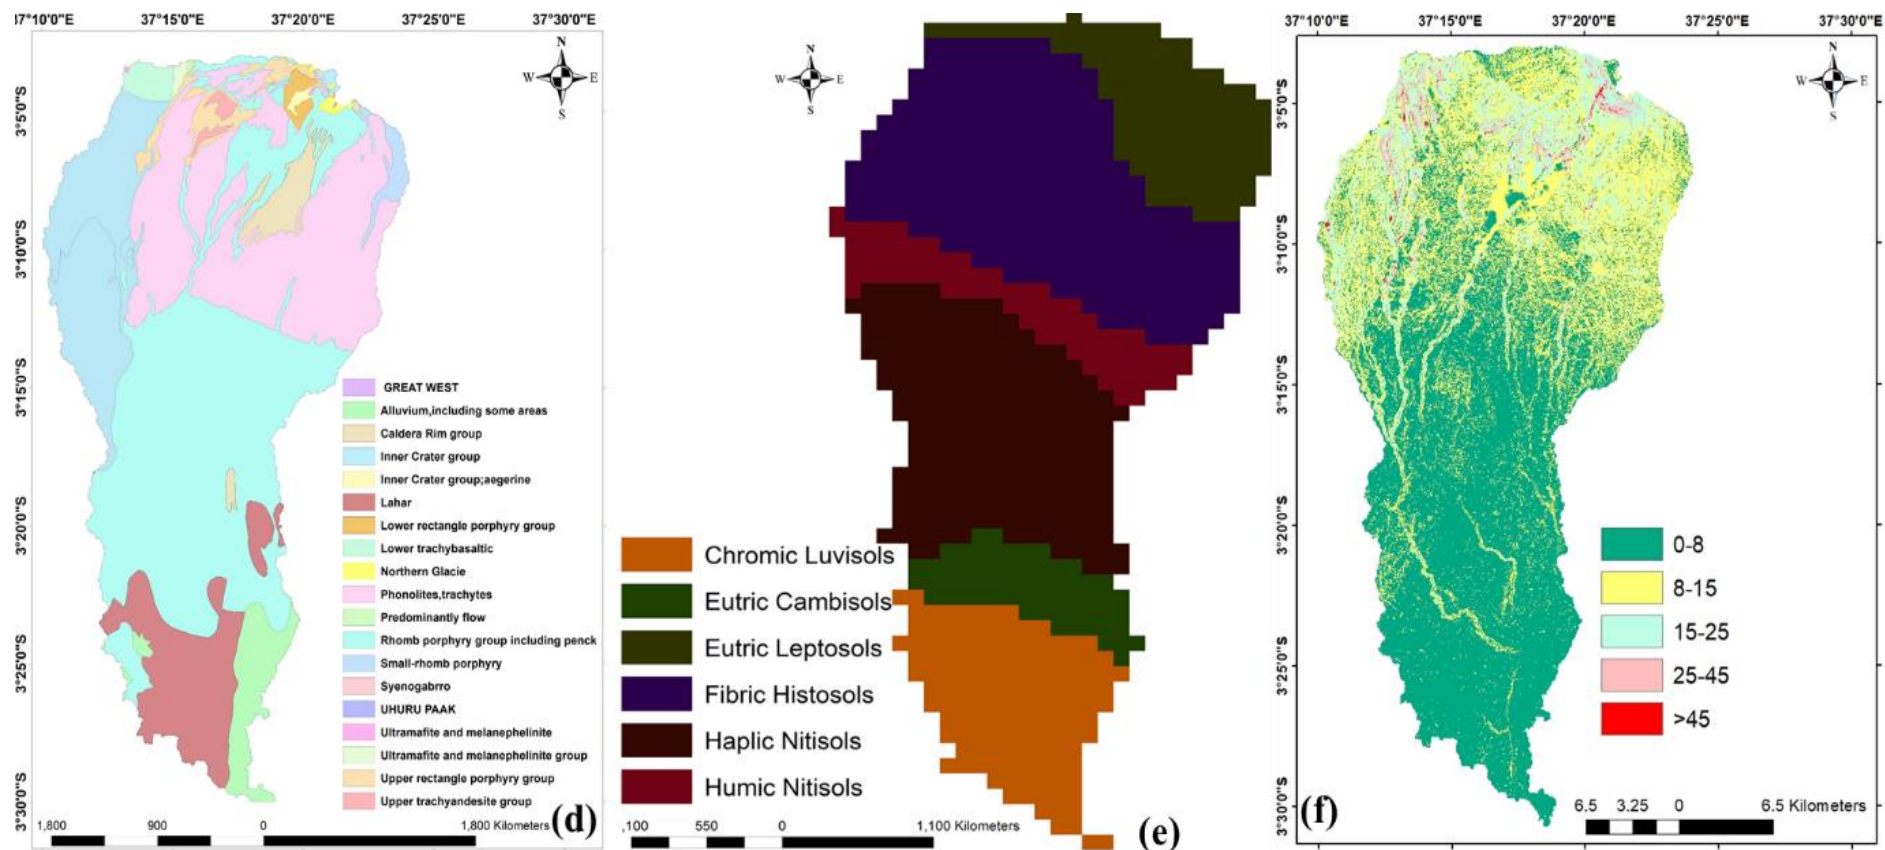 37°10'0"E 37°15'0"E 37°20'0"E 37°25'0"E 37°30'0"E
N
W E
S
3°5'0"S
3°10'0"S
3°15'0"S
3°20'0"S
3°25'0"S
3°30'0"S
GREAT WEST
Alluvium,including some areas
Caldera Rim group
Inner Crater group
Inner Crater group;aegerine
Lahar
Lower rectangle porphyry group
Lower trachybasaltic
Northern Glacie
Phonolites,trachytes
Predominantly flow
Rhomb porphyry group including penck
Small-rhomb porphyry
Syenogabrro
UHURU PAAK
Ultramafite and melanephelinite
Ultramafite and melanephelinite group
Upper rectangle porphyry group
Upper trachyandesite group
1,800 900 0 1,800 Kilometers
(d)
N
W E
S
Chromic Luvisols
Eutric Cambisols
Eutric Leptosols
Fibric Histosols
Haplic Nitisols
Humic Nitisols
,100 550 0 1,100 Kilometers
(e)
37°10'0"E 37°15'0"E 37°20'0"E 37°25'0"E 37°30'0"E
N
W E
S
3°5'0"S
3°10'0"S
3°15'0"S
3°20'0"S
3°25'0"S
3°30'0"S
0-8
8-15
15-25
25-45
>45
6.5 3.25 0 6.5 Kilometers
(f)